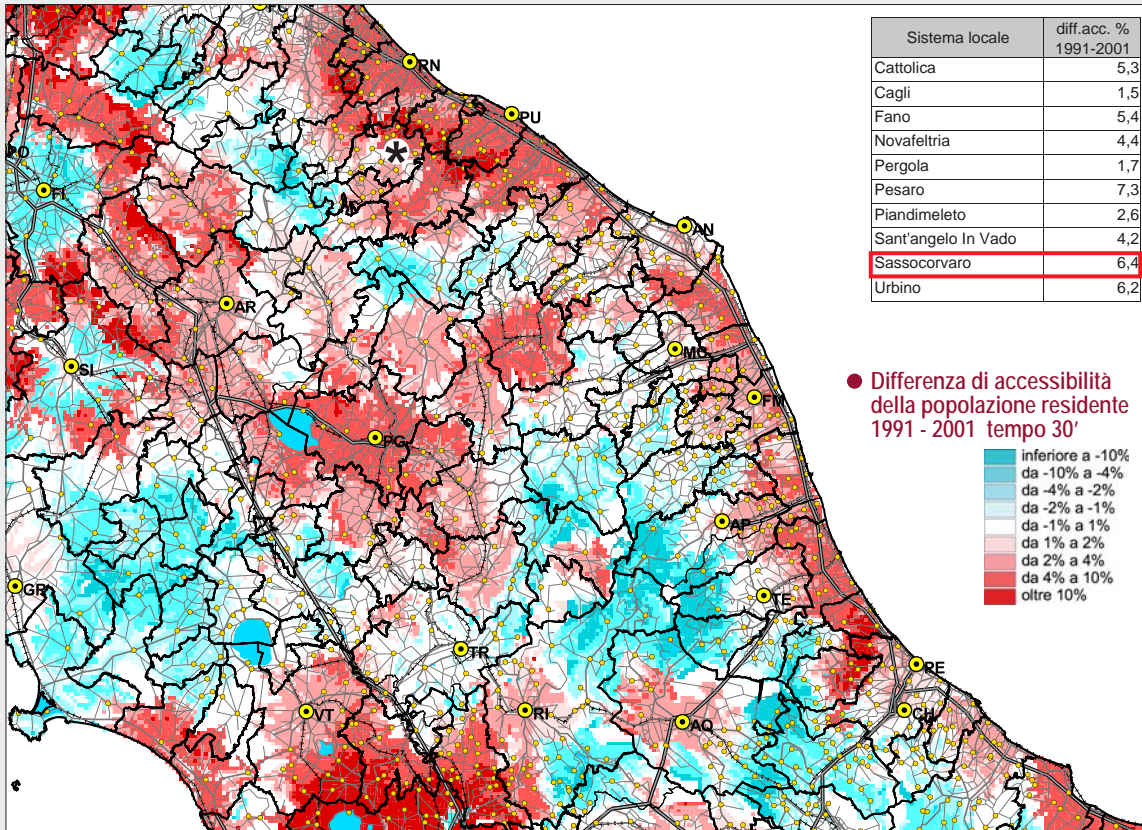 Sistema locale diff.acc. % 1991-2001
Cattolica 5,3
Cagli 1,5
Fano 5,4
Novafeltria 4,4
Pergola 1,7
Pesaro 7,3
Piandimeleto 2,6
Sant'angelo In Vado 4,2
Sassocorvaro 6,4
Urbino 6,2
● Differenza di accessibilità
della popolazione residente
1991 - 2001 tempo 30'
inferiore a -10%
da -10% a -4%
da -4% a -2%
da -2% a -1%
da -1% a 1%
da 1% a 2%
da 2% a 4%
da 4% a 10%
oltre 10%
RN
PU
*
FI
AN
AR
MC
SI
FM
PG
AP
GR
TE
TR
PE
VT
RI
AQ
CH